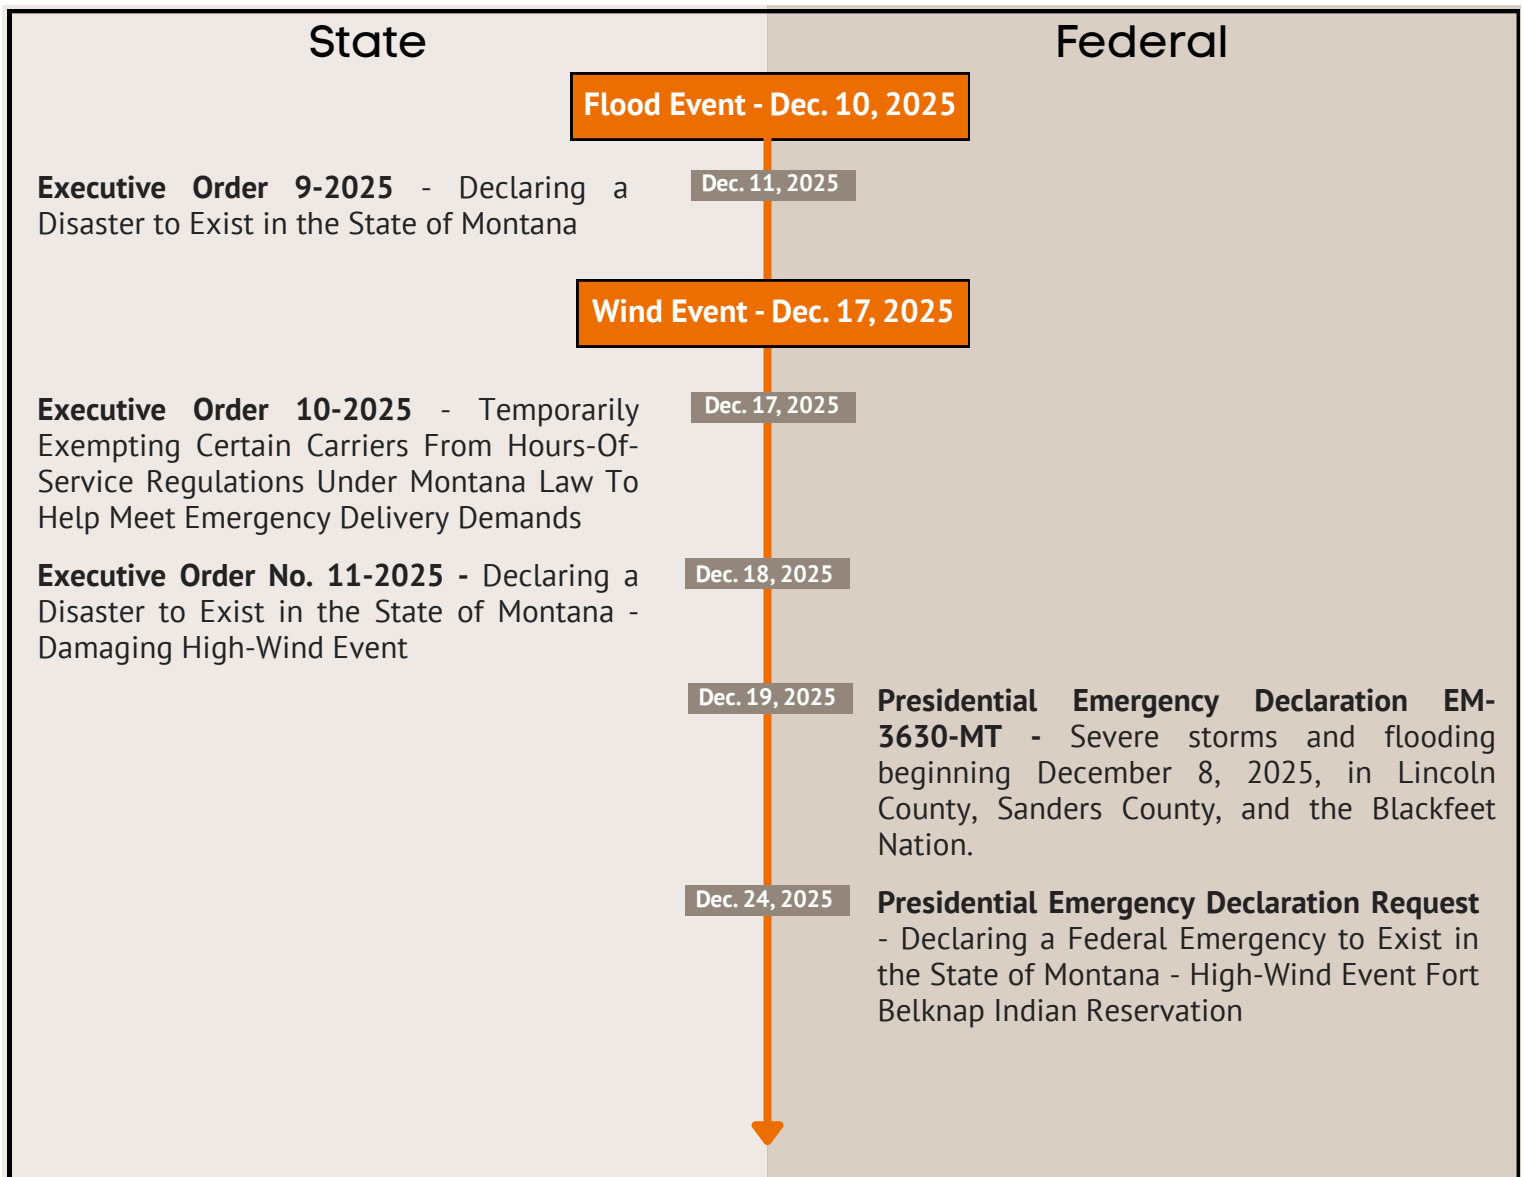 State
Federal
Flood Event - Dec. 10, 2025
Dec. 11, 2025
Executive Order 9-2025 - Declaring a
Disaster to Exist in the State of Montana
Wind Event - Dec. 17, 2025
Dec. 17, 2025
Executive Order 10-2025 - Temporarily
Exempting Certain Carriers From Hours-Of-
Service Regulations Under Montana Law To
Help Meet Emergency Delivery Demands
Dec. 18, 2025
Executive Order No. 11-2025 - Declaring a
Disaster to Exist in the State of Montana -
Damaging High-Wind Event
Dec. 19, 2025
Presidential Emergency Declaration EM-
3630-MT - Severe storms and flooding
beginning December 8, 2025, in Lincoln
County, Sanders County, and the Blackfeet
Nation.
Dec. 24, 2025
Presidential Emergency Declaration Request
- Declaring a Federal Emergency to Exist in
the State of Montana - High-Wind Event Fort
Belknap Indian Reservation